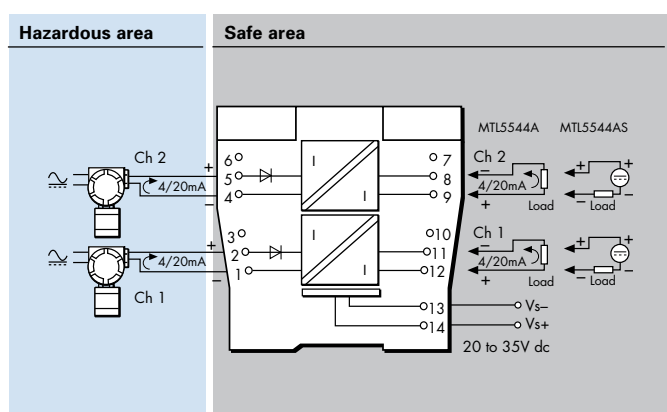 Hazardous area
Safe area
MTL5544A MTL5544AS
Ch 2
+
4/20mA
–
6
5
4
I
I
7
8
9
Ch 2
–
4/20mA
+
Load
+
+
–
–
Load
3
2
1
+
4/20mA
–
Ch 1
I
I
10
11
12
Ch 1
–
4/20mA
+
Load
+
+
–
–
Load
13
Vs–
14
Vs+
20 to 35V dc